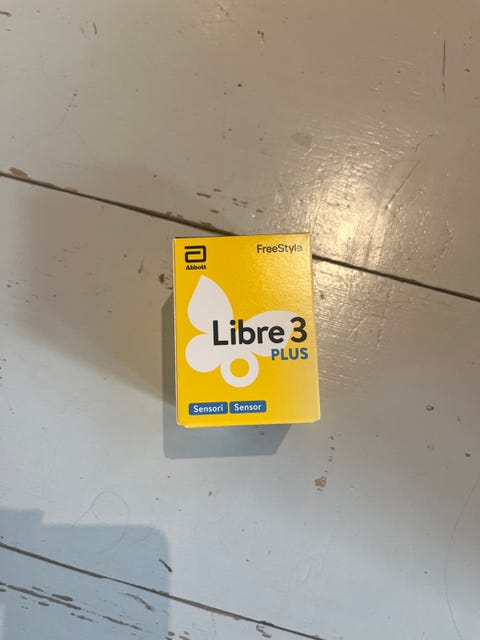 Abbott
FreeStyle
Libre 3
PLUS
Sensori Sensor